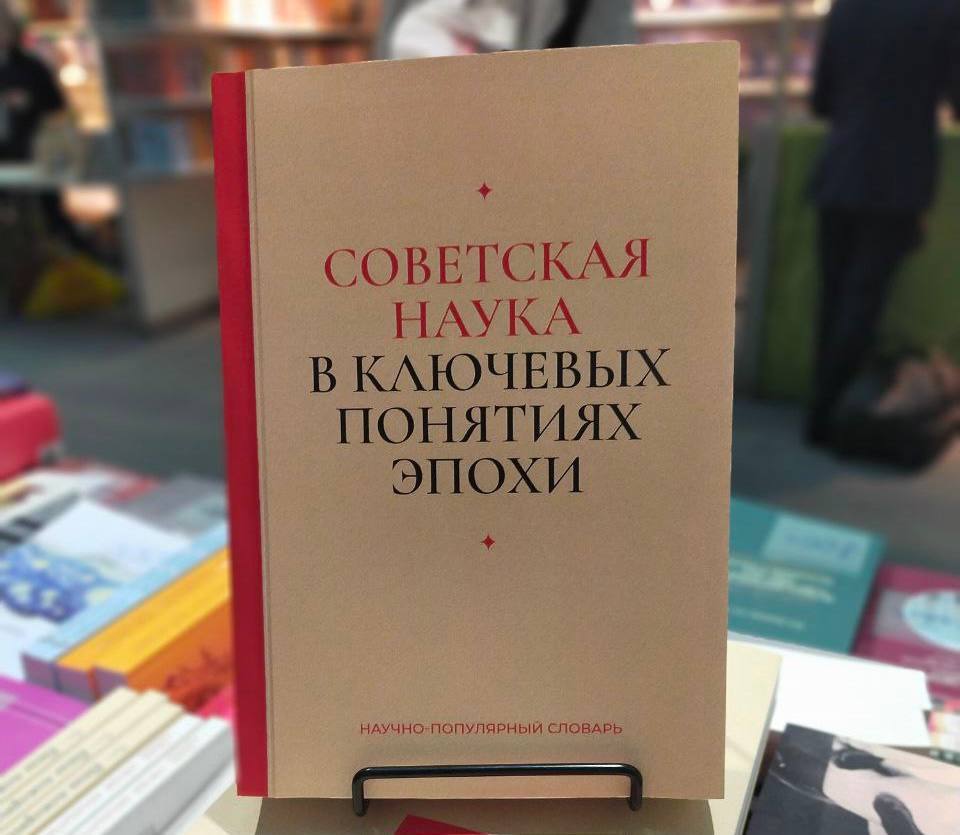 СОВЕТСКАЯ
НАУКА
В КЛЮЧЕВЫХ
ПОНЯТИЯХ
ЭПОХИ
НАУЧНО-ПОПУЛЯРНЫЙ СЛОВАРЬ